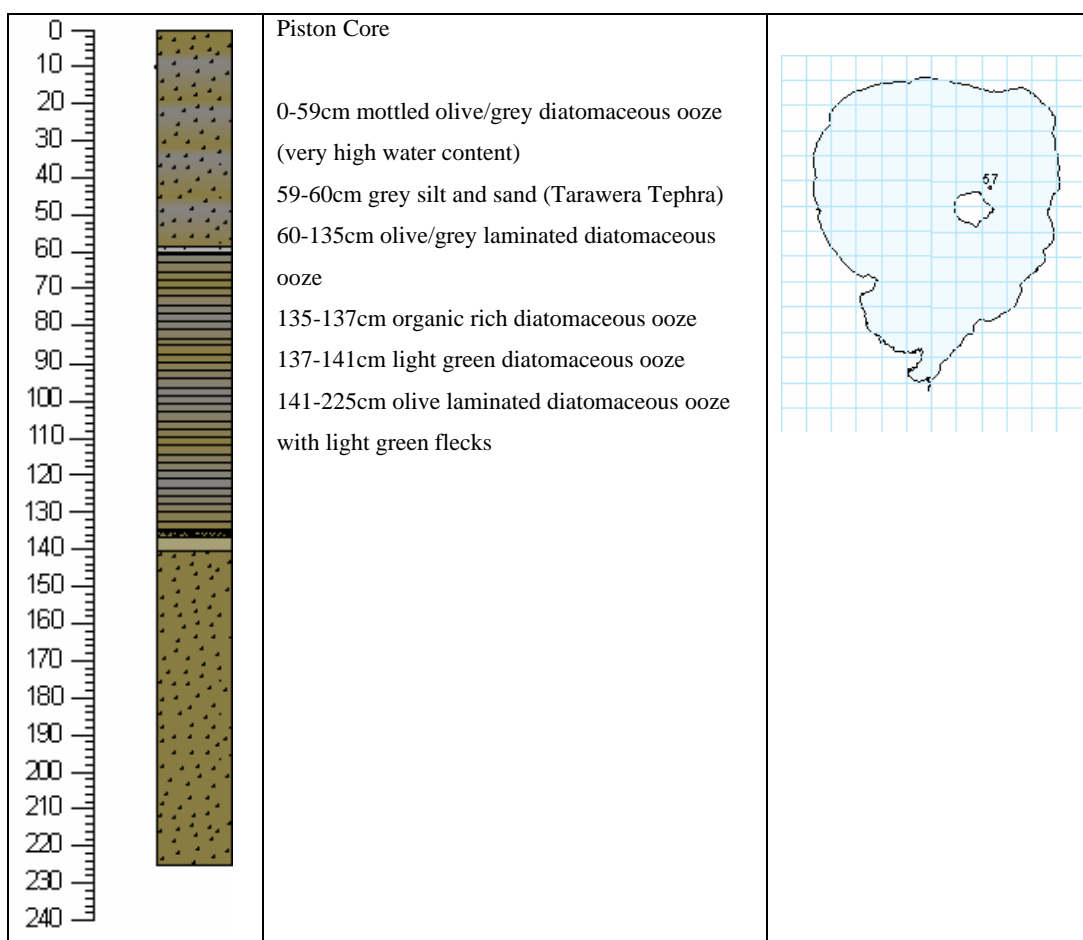 0
10
20
30
40
50
60
70
80
90
100
110
120
130
140
150
160
170
180
190
200
210
220
230
240
Piston Core
0-59cm mottled olive/grey diatomaceous ooze
(very high water content)
59-60cm grey silt and sand (Tarawera Tephra)
60-135cm olive/grey laminated diatomaceous
ooze
135-137cm organic rich diatomaceous ooze
137-141cm light green diatomaceous ooze
141-225cm olive laminated diatomaceous ooze
with light green flecks
57